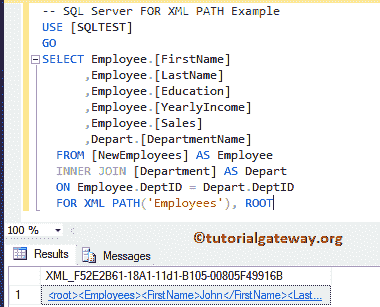 -- SQL Server FOR XML PATH Example
USE [SQLTEST]
GO
SELECT Employee.[FirstName]
,Employee.[LastName]
,Employee.[Education]
,Employee.[YearlyIncome]
,Employee.[Sales]
,Depart.[DepartmentName]
FROM [NewEmployees] AS Employee
INNER JOIN [Department] AS Depart
ON Employee.DeptID = Depart.DeptID
FOR XML PATH('Employees'), ROOT
©tutorialgateway.org
100 %
Results Messages
XML_F52E2B61-18A1-11d1-B105-00805F49916B
1 <root><Employees><FirstName>John</FirstName><Last...